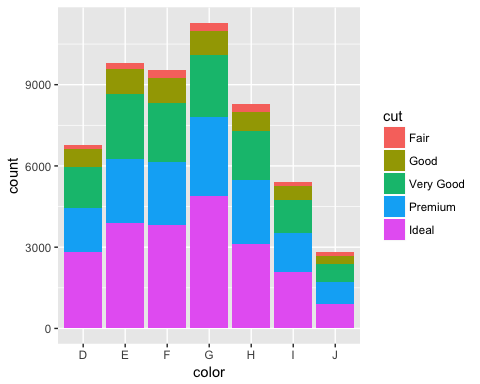 count
9000
6000
3000
0
D E F G H I J
color
cut
Fair
Good
Very Good
Premium
Ideal